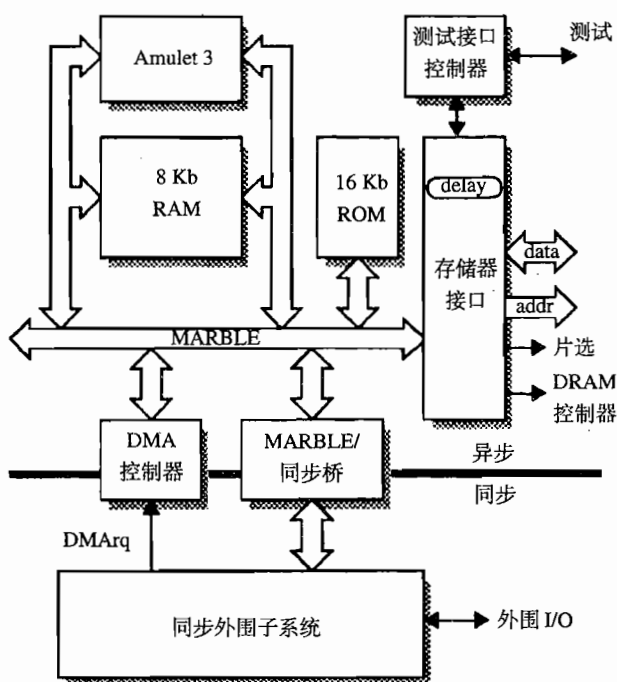 Amulet 3
测试接口
控制器
测试
8 Kb
RAM
16 Kb
ROM
delay
存储器
接口
data
addr
MARBLE
片选
DRAM
控制器
DMA
控制器
MARBLE/
同步桥
异步
同步
DMArq
同步外围子系统
外围 I/O